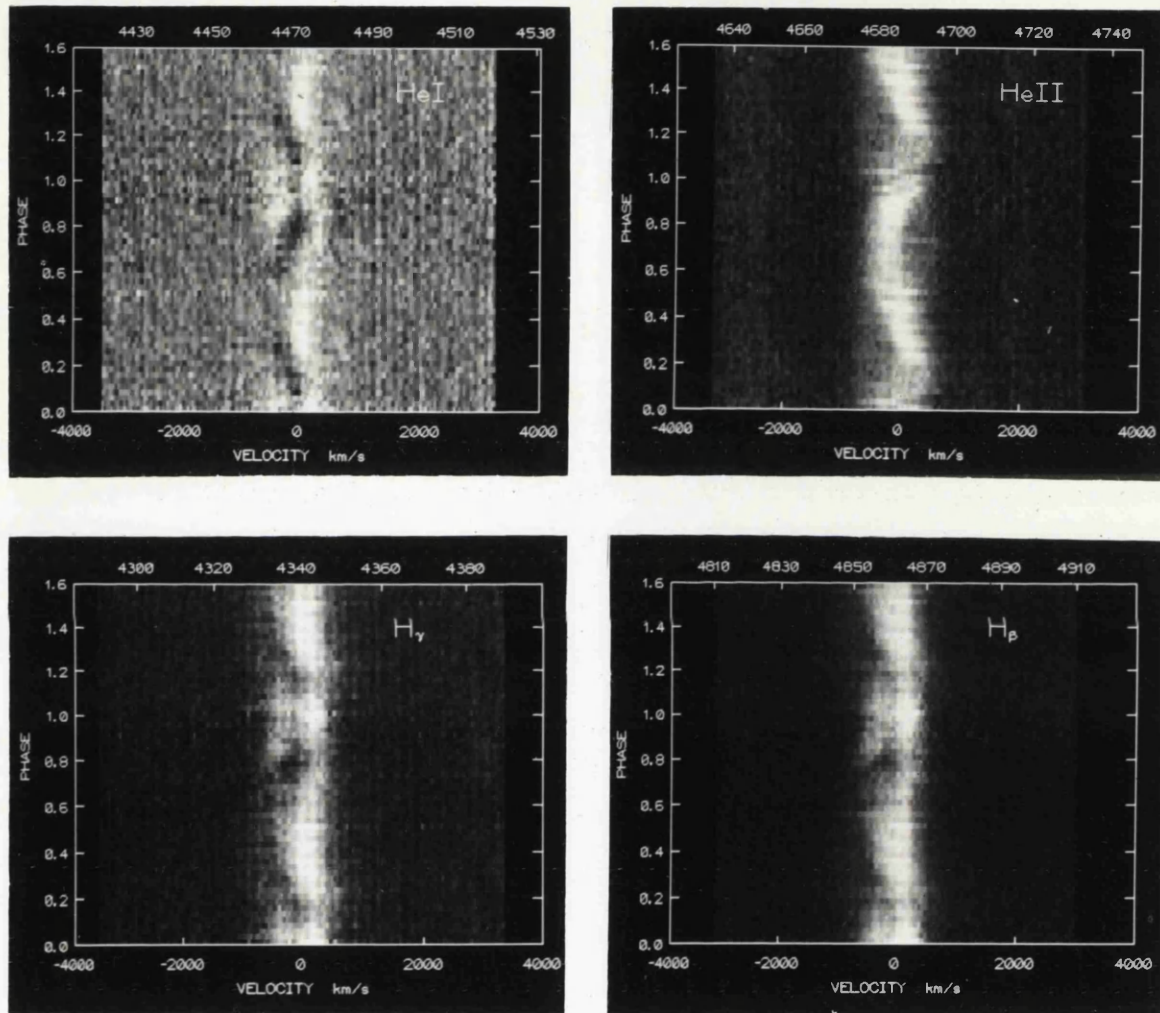 4430 4450 4470 4490 4510 4530
HeI
1.6
1.4
1.2
1.0
0.8
0.6
0.4
0.2
0.0
PHASE
-4000 -2000 0 2000 4000
VELOCITY km/s
4640 4660 4680 4700 4720 4740
HeII
1.6
1.4
1.2
1.0
0.8
0.6
0.4
0.2
0.0
PHASE
-4000 -2000 0 2000 4000
VELOCITY km/s
4300 4320 4340 4360 4380
Hγ
1.6
1.4
1.2
1.0
0.8
0.6
0.4
0.2
0.0
PHASE
-4000 -2000 0 2000 4000
VELOCITY km/s
4810 4830 4850 4870 4890 4910
Hβ
1.6
1.4
1.2
1.0
0.8
0.6
0.4
0.2
0.0
PHASE
-4000 -2000 0 2000 4000
VELOCITY km/s